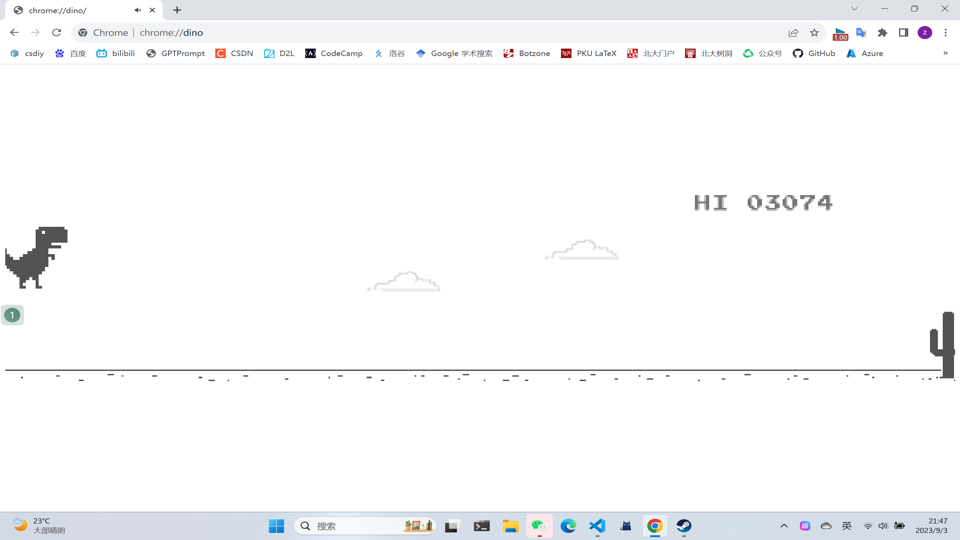 chrome://dino/
Chrome | chrome://dino
1.00
z
csdiy 百度 bilibili GPTPrompt CSDN D2L CodeCamp 洛谷 Google 学术搜索 Botzone PKU LaTeX 北大门户 北大树洞 公众号 GitHub Azure »
HI 03074
1
23°C
大部晴朗
搜索
英
21:47
2023/9/3